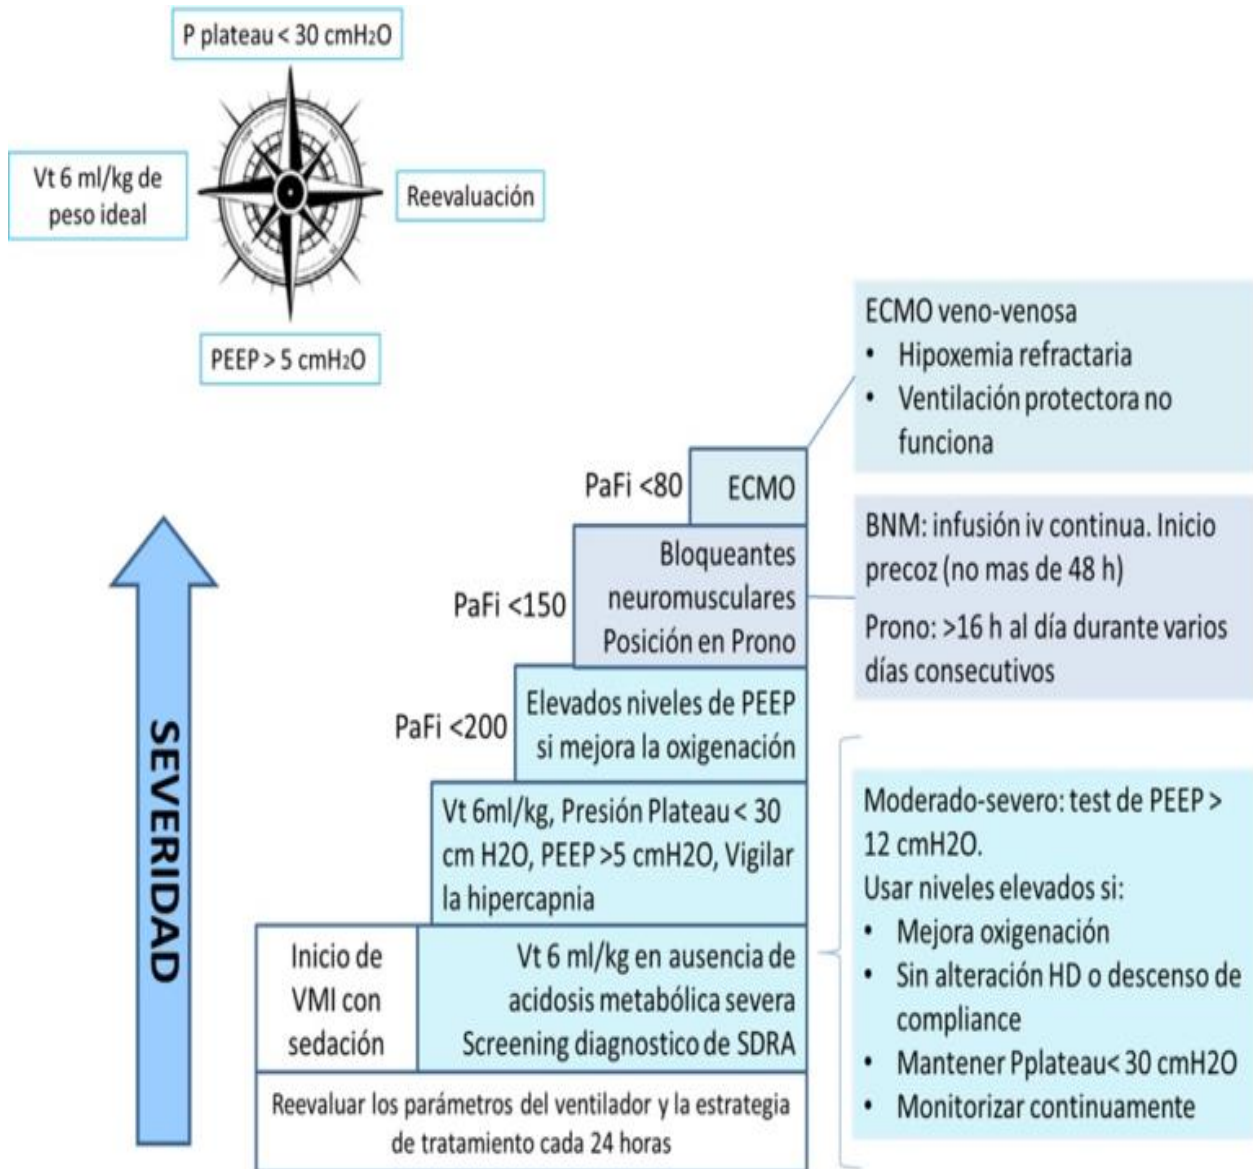 P plateau < 30 cmH2O
Vt 6 ml/kg de
peso ideal
Reevaluación
PEEP > 5 cmH2O
ECMO veno-venosa
• Hipoxemia refractaria
• Ventilación protectora no
funciona
PaFi <80
ECMO
BNM: infusión iv continua. Inicio
precoz (no mas de 48 h)
Prono: >16 h al día durante varios
días consecutivos
PaFi <150
Bloqueantes
neuromusculares
Posición en Prono
PaFi <200
Elevados niveles de PEEP
si mejora la oxigenación
SEVERIDAD
Vt 6ml/kg, Presión Plateau < 30
cm H2O, PEEP >5 cmH2O, Vigilar
la hipercapnia
Moderado-severo: test de PEEP >
12 cmH2O.
Usar niveles elevados si:
• Mejora oxigenación
• Sin alteración HD o descenso de
compliance
• Mantener Pplateau< 30 cmH2O
• Monitorizar continuamente
Inicio de
VMI con
sedación
Vt 6 ml/kg en ausencia de
acidosis metabólica severa
Screening diagnostico de SDRA
Reevaluar los parámetros del ventilador y la estrategia
de tratamiento cada 24 horas